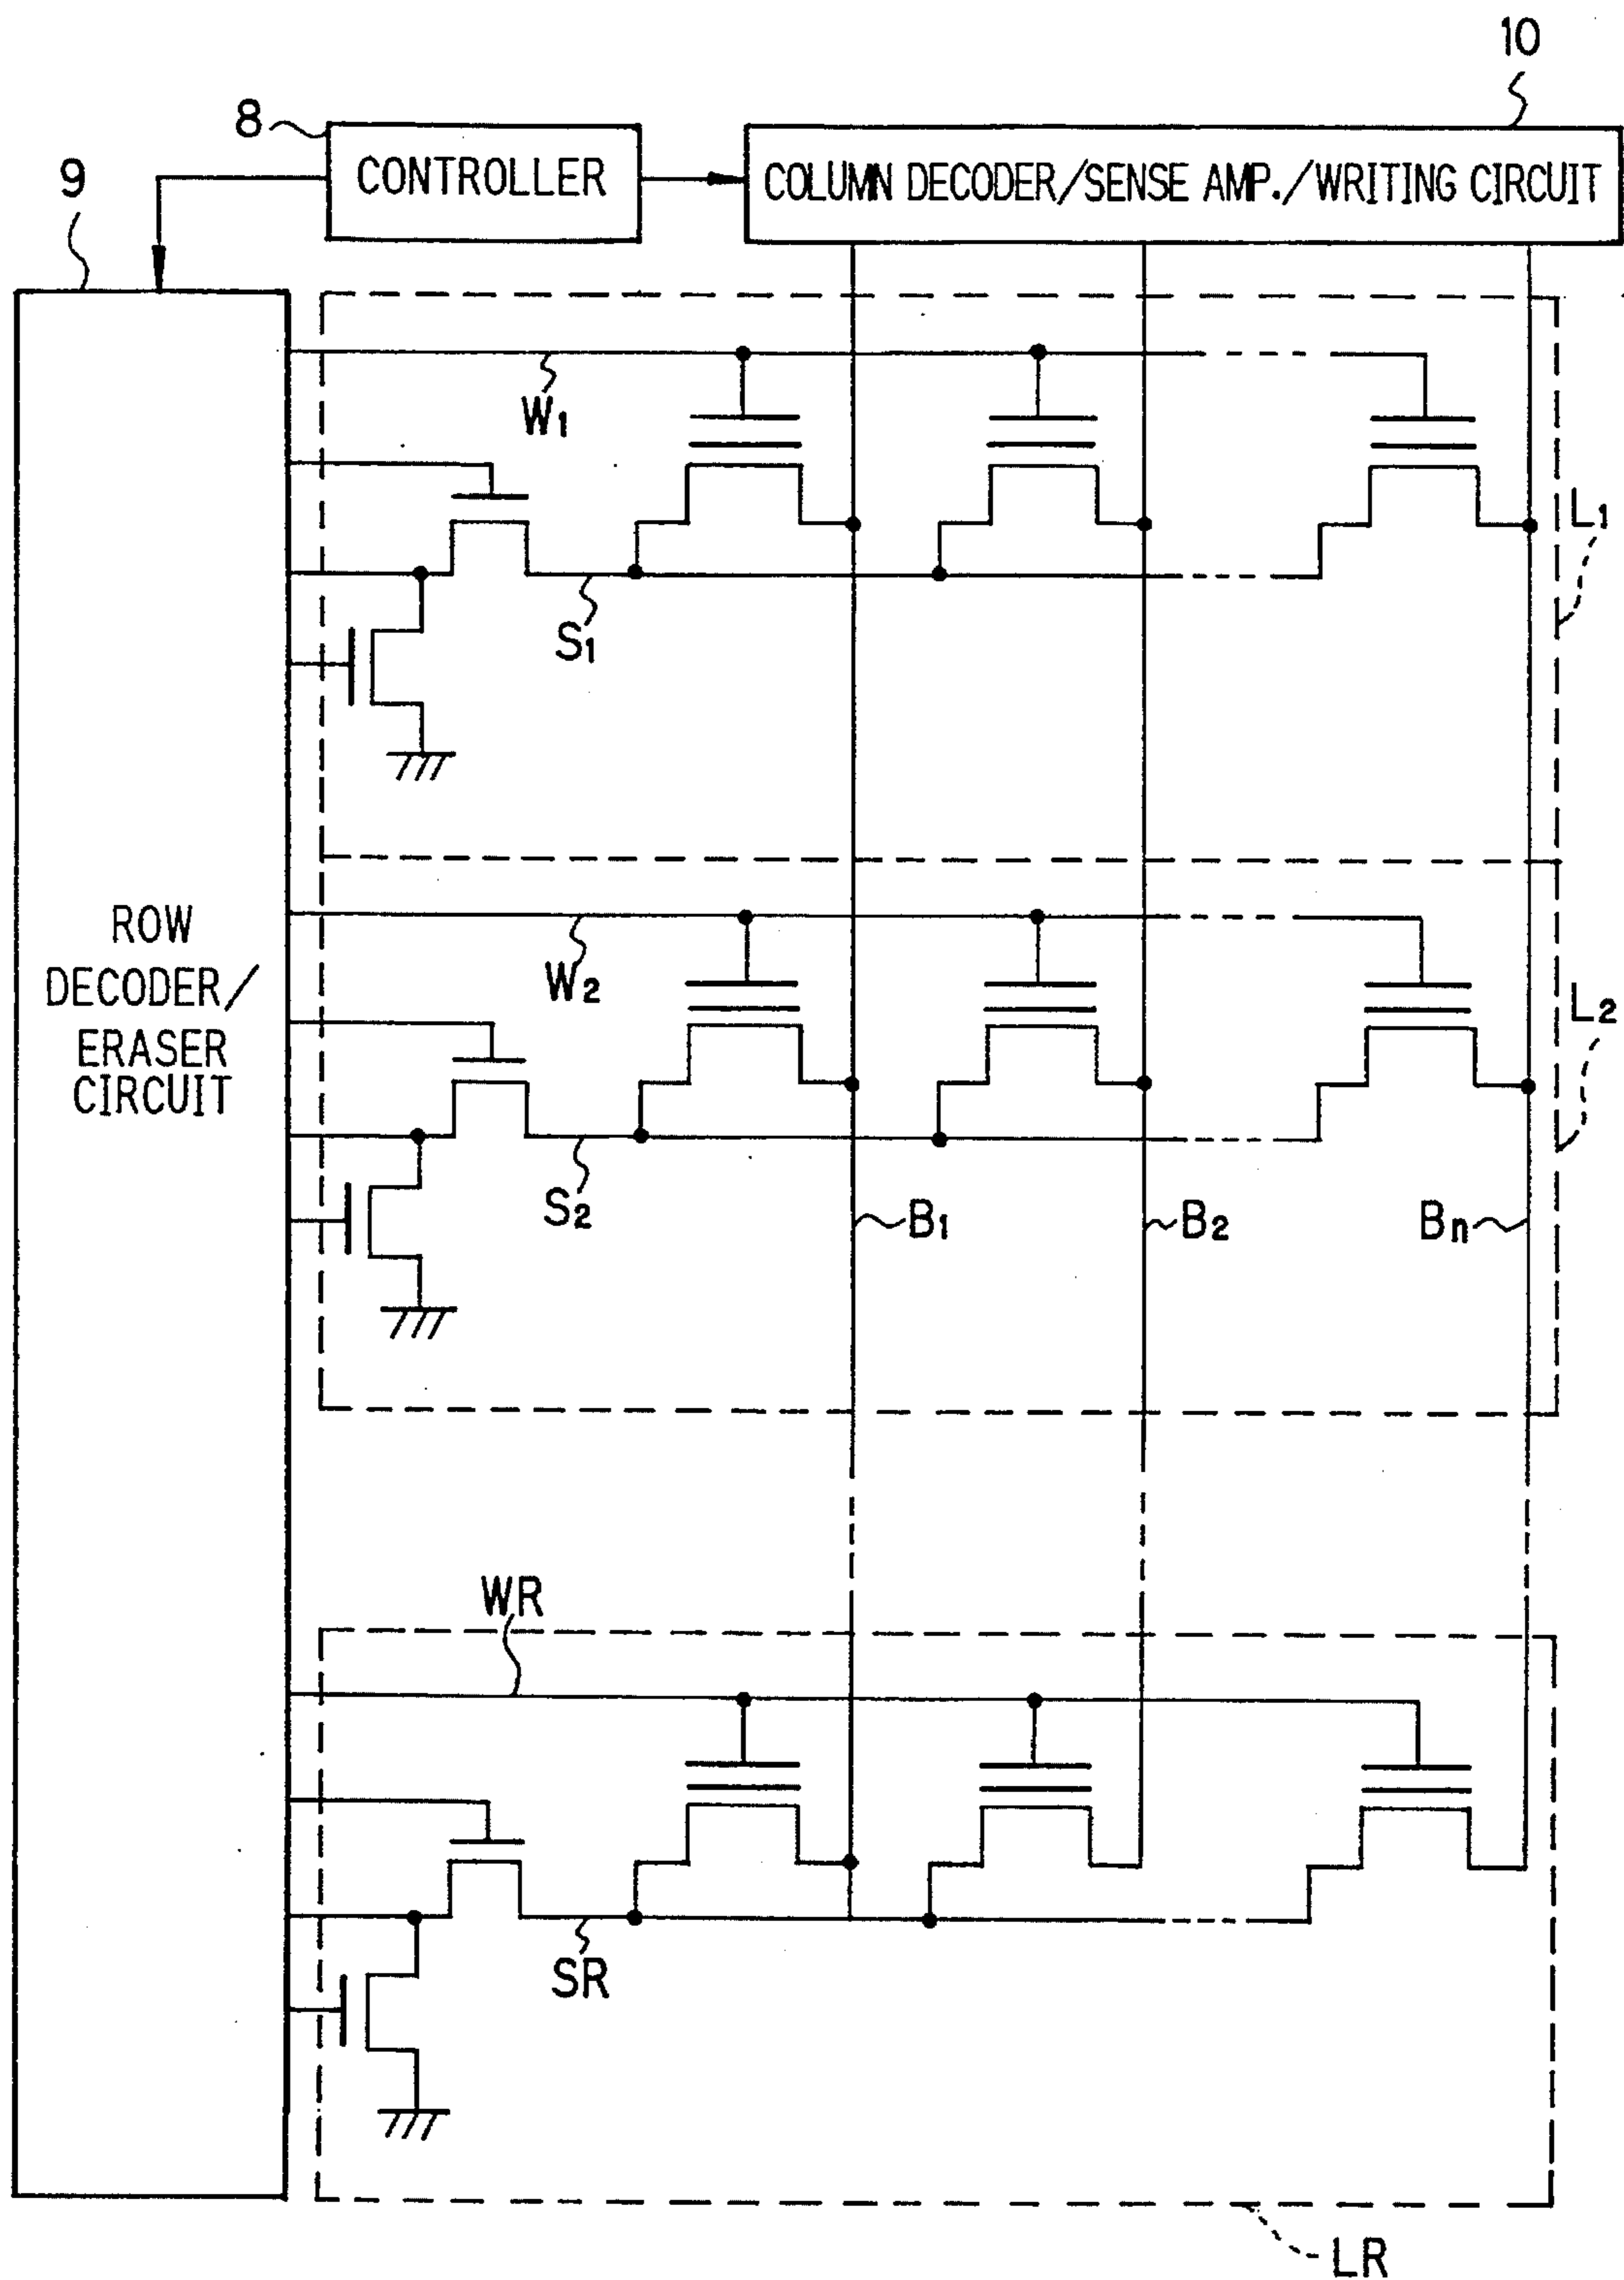 10
8
CONTROLLER
COLUMN DECODER/SENSE AMP./WRITING CIRCUIT
9
W1
L1
S1
ROW
DECODER/
ERASER
CIRCUIT
W2
L2
S2
B1
B2
Bn
WR
SR
LR